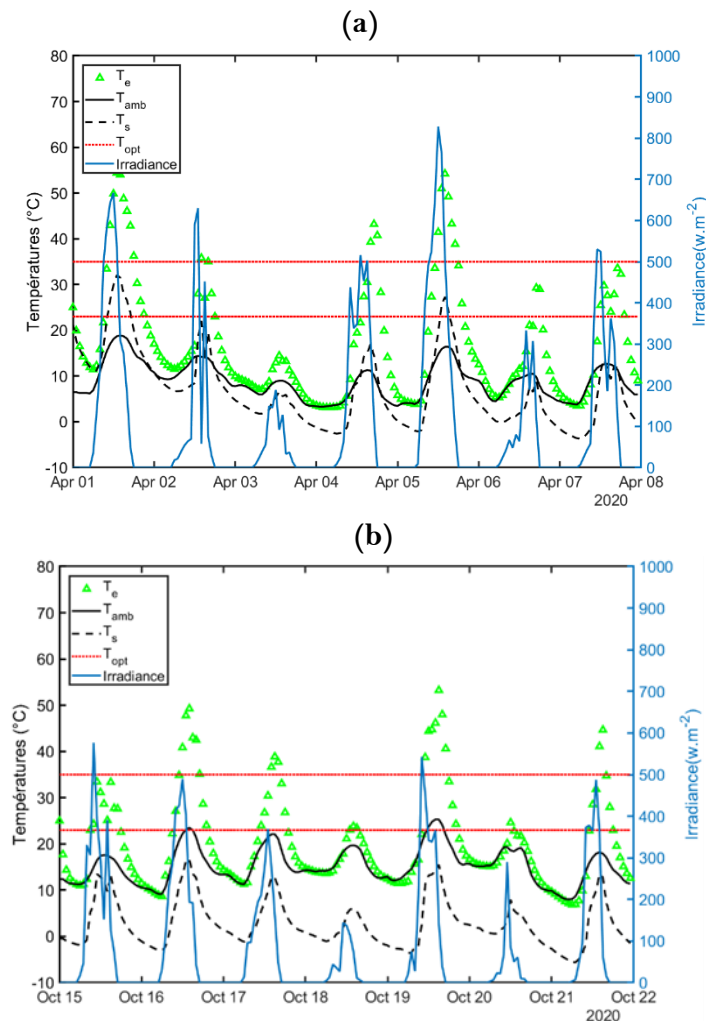 (a)
80
70
60
50
40
30
20
10
0
-10
Températures (°C)
T_e
T_amb
T_s
T_opt
Irradiance
1000
900
800
700
600
500
400
300
200
100
0
Irradiance(w.m-2)
Apr 01 Apr 02 Apr 03 Apr 04 Apr 05 Apr 06 Apr 07 Apr 08
2020
(b)
80
70
60
50
40
30
20
10
0
-10
Températures (°C)
T_e
T_amb
T_s
T_opt
Irradiance
1000
900
800
700
600
500
400
300
200
100
0
Irradiance(w.m-2)
Oct 15 Oct 16 Oct 17 Oct 18 Oct 19 Oct 20 Oct 21 Oct 22
2020